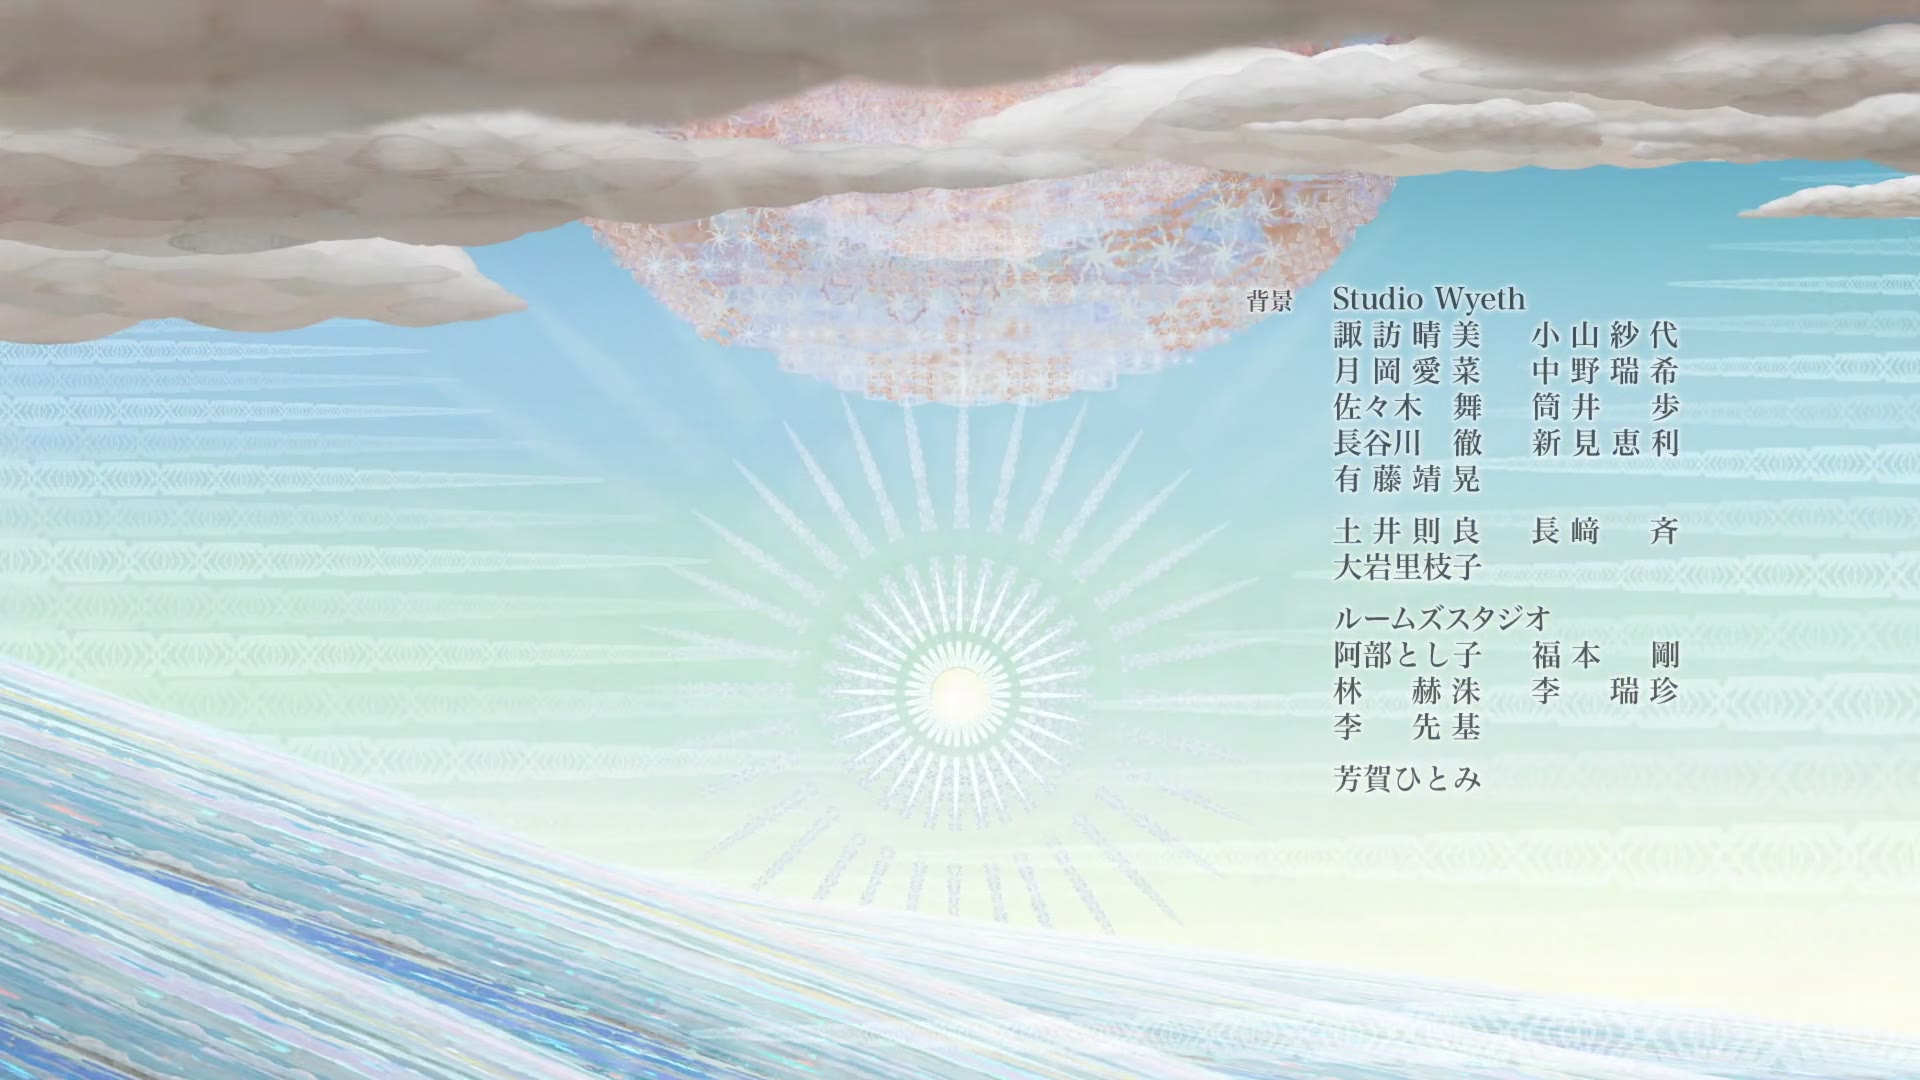 背景 Studio Wyeth
諏訪晴美 小山紗代
月岡愛菜 中野瑞希
佐々木 舞 筒井 歩
長谷川 徹 新見恵利
有藤靖晃
土井則良 長﨑 斉
大岩里枝子
ルームズスタジオ
阿部とし子 福本 剛
林 赫洙 李 瑞珍
李 先基
芳賀ひとみ